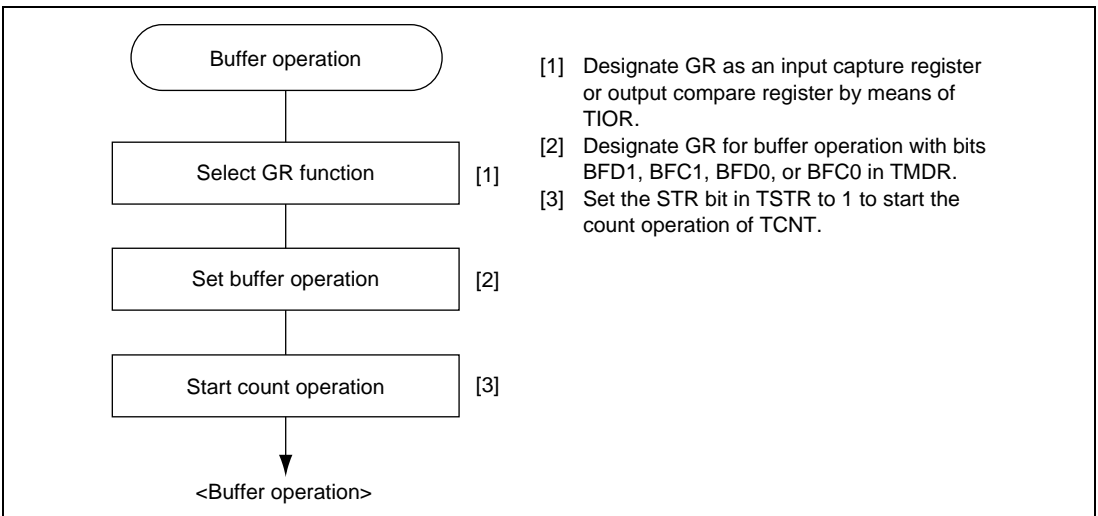 Buffer operation
Select GR function [1]
Set buffer operation [2]
Start count operation [3]
<Buffer operation>
[1] Designate GR as an input capture register
or output compare register by means of
TIOR.
[2] Designate GR for buffer operation with bits
BFD1, BFC1, BFD0, or BFC0 in TMDR.
[3] Set the STR bit in TSTR to 1 to start the
count operation of TCNT.